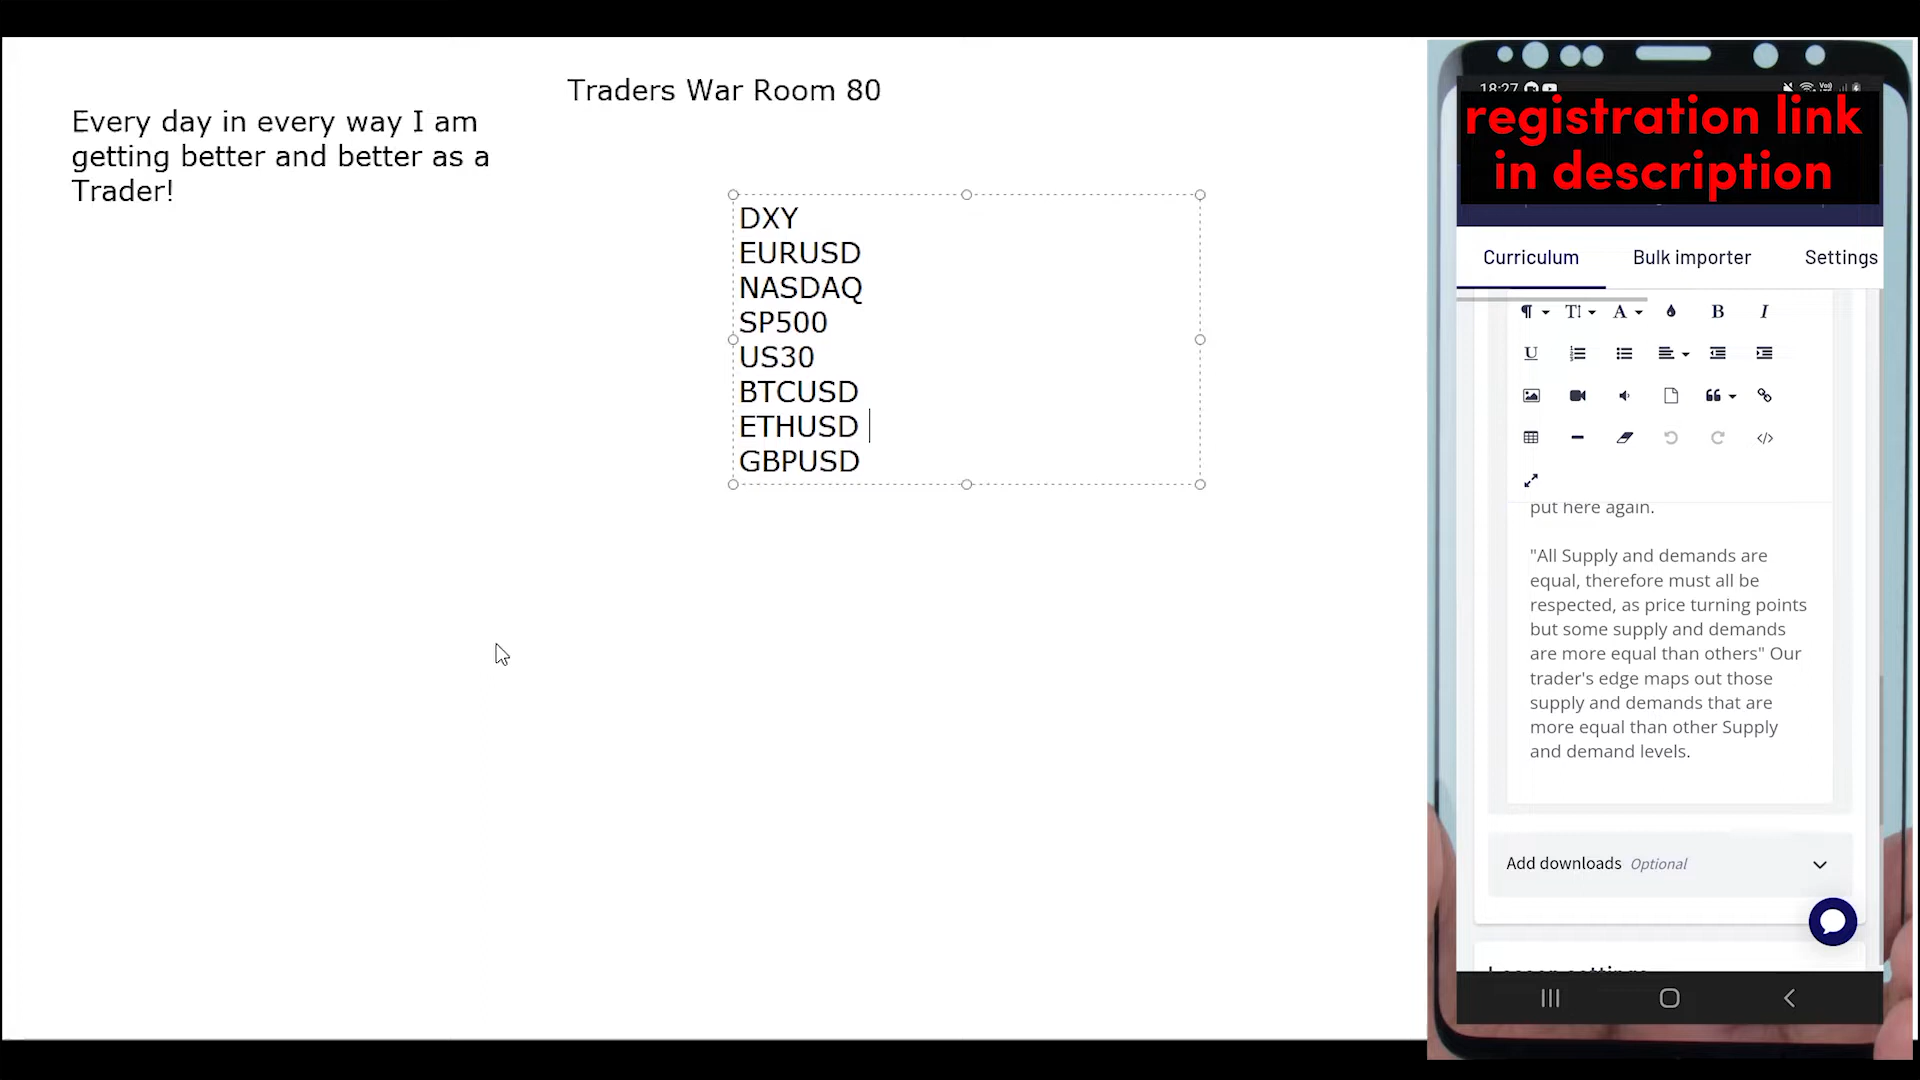 Traders War Room 80
Every day in every way I am
getting better and better as a
Trader!
DXY
EURUSD
NASDAQ
SP500
US30
BTCUSD
ETHUSD
GBPUSD
18:27
registration link
in description
Curriculum Bulk importer Settings
put here again.
"All Supply and demands are
equal, therefore must all be
respected, as price turning points
but some supply and demands
are more equal than others" Our
trader's edge maps out those
supply and demands that are
more equal than other Supply
and demand levels.
Add downloads Optional
Lesson settings